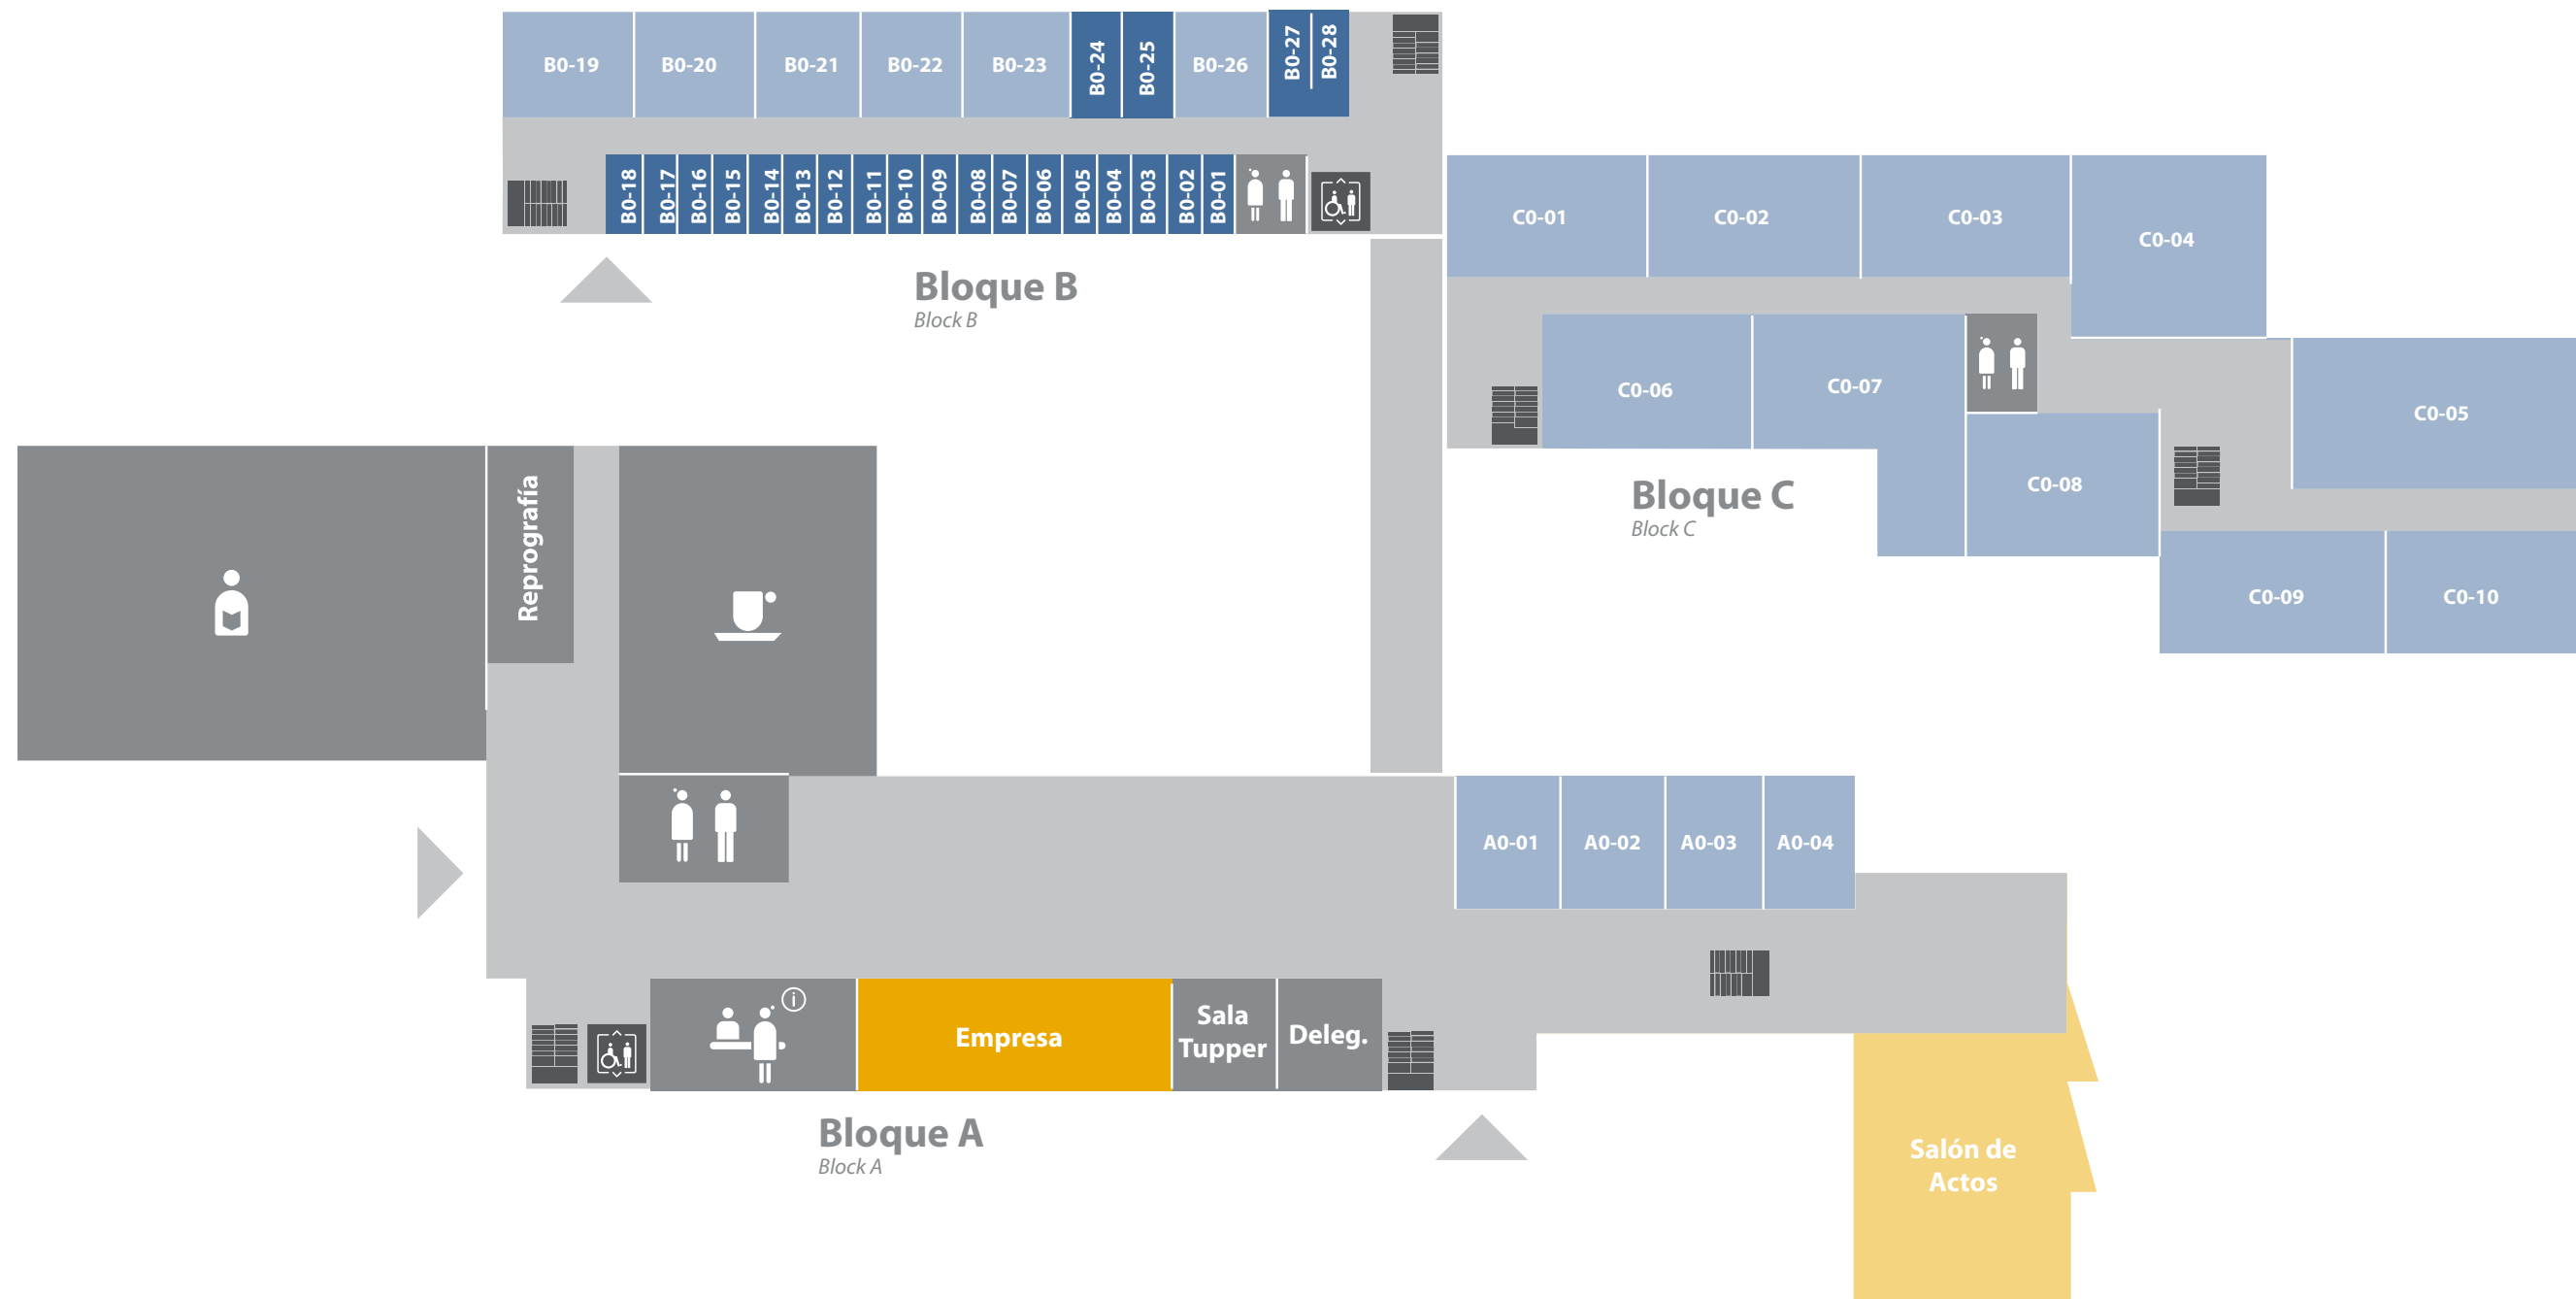 B0-19
B0-20
B0-21
B0-22
B0-23
B0-24
B0-25
B0-26
B0-27
B0-28
B0-18
B0-17
B0-16
B0-15
B0-14
B0-13
B0-12
B0-11
B0-10
B0-09
B0-08
B0-07
B0-06
B0-05
B0-04
B0-03
B0-02
B0-01
Bloque B
Block B
C0-01
C0-02
C0-03
C0-04
C0-05
C0-06
C0-07
C0-08
C0-09
C0-10
Bloque C
Block C
Reprografía
A0-01
A0-02
A0-03
A0-04
i
Empresa
Sala
Tupper
Deleg.
Bloque A
Block A
Salón de
Actos